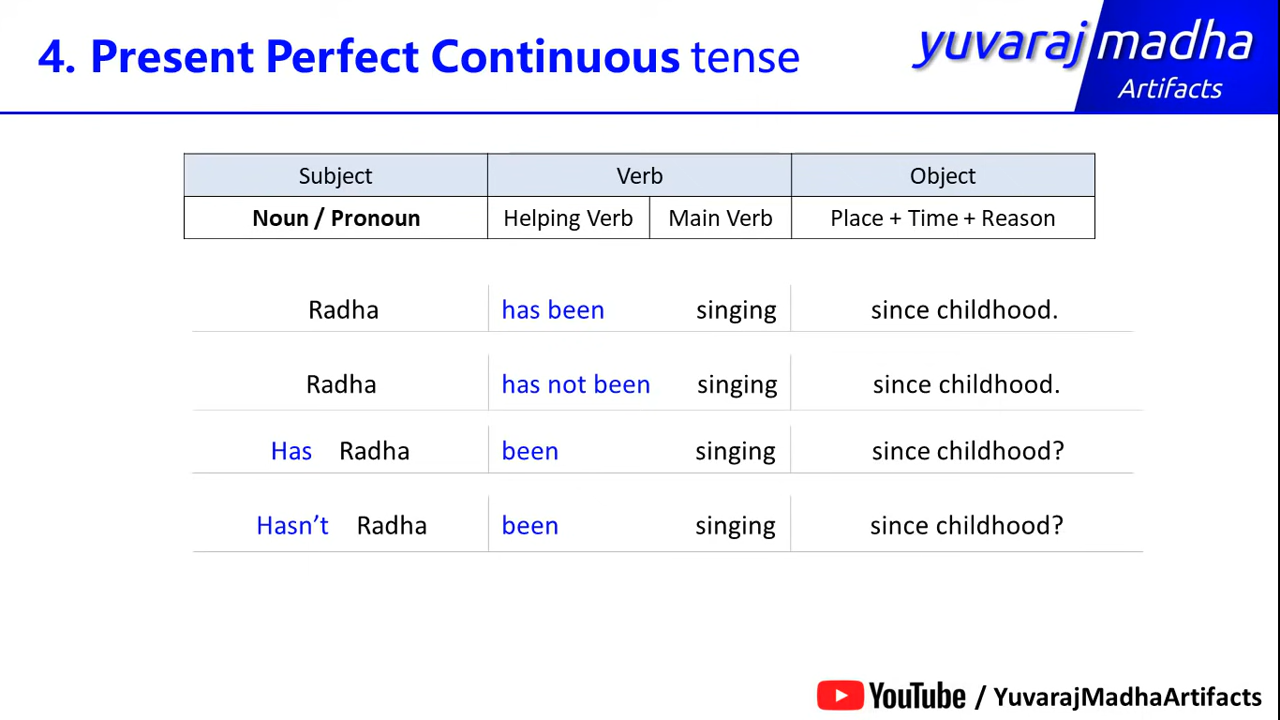 4. Present Perfect Continuous tense
yuvaraj madha
Artifacts
Subject Verb Object
Noun / Pronoun Helping Verb Main Verb Place + Time + Reason
Radha has been singing since childhood.
Radha has not been singing since childhood.
Has Radha been singing since childhood?
Hasn’t Radha been singing since childhood?
YouTube / YuvarajMadhaArtifacts